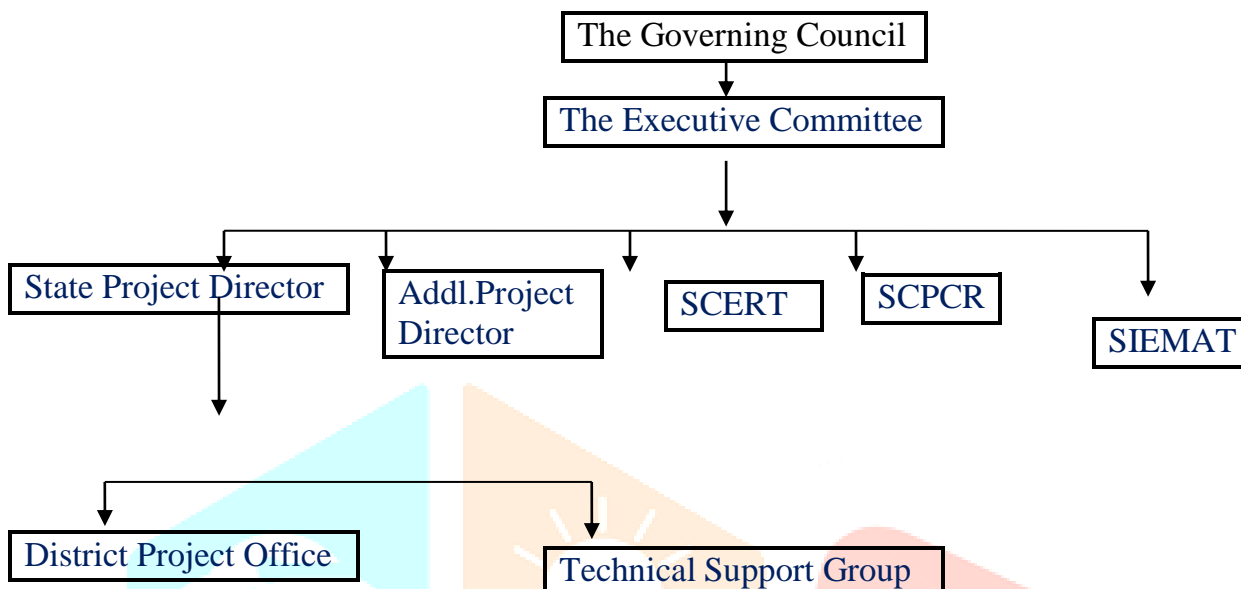 The Governing Council
The Executive Committee
State Project Director
Addl.Project
Director
SCERT
SCPCR
SIEMAT
District Project Office
Technical Support Group